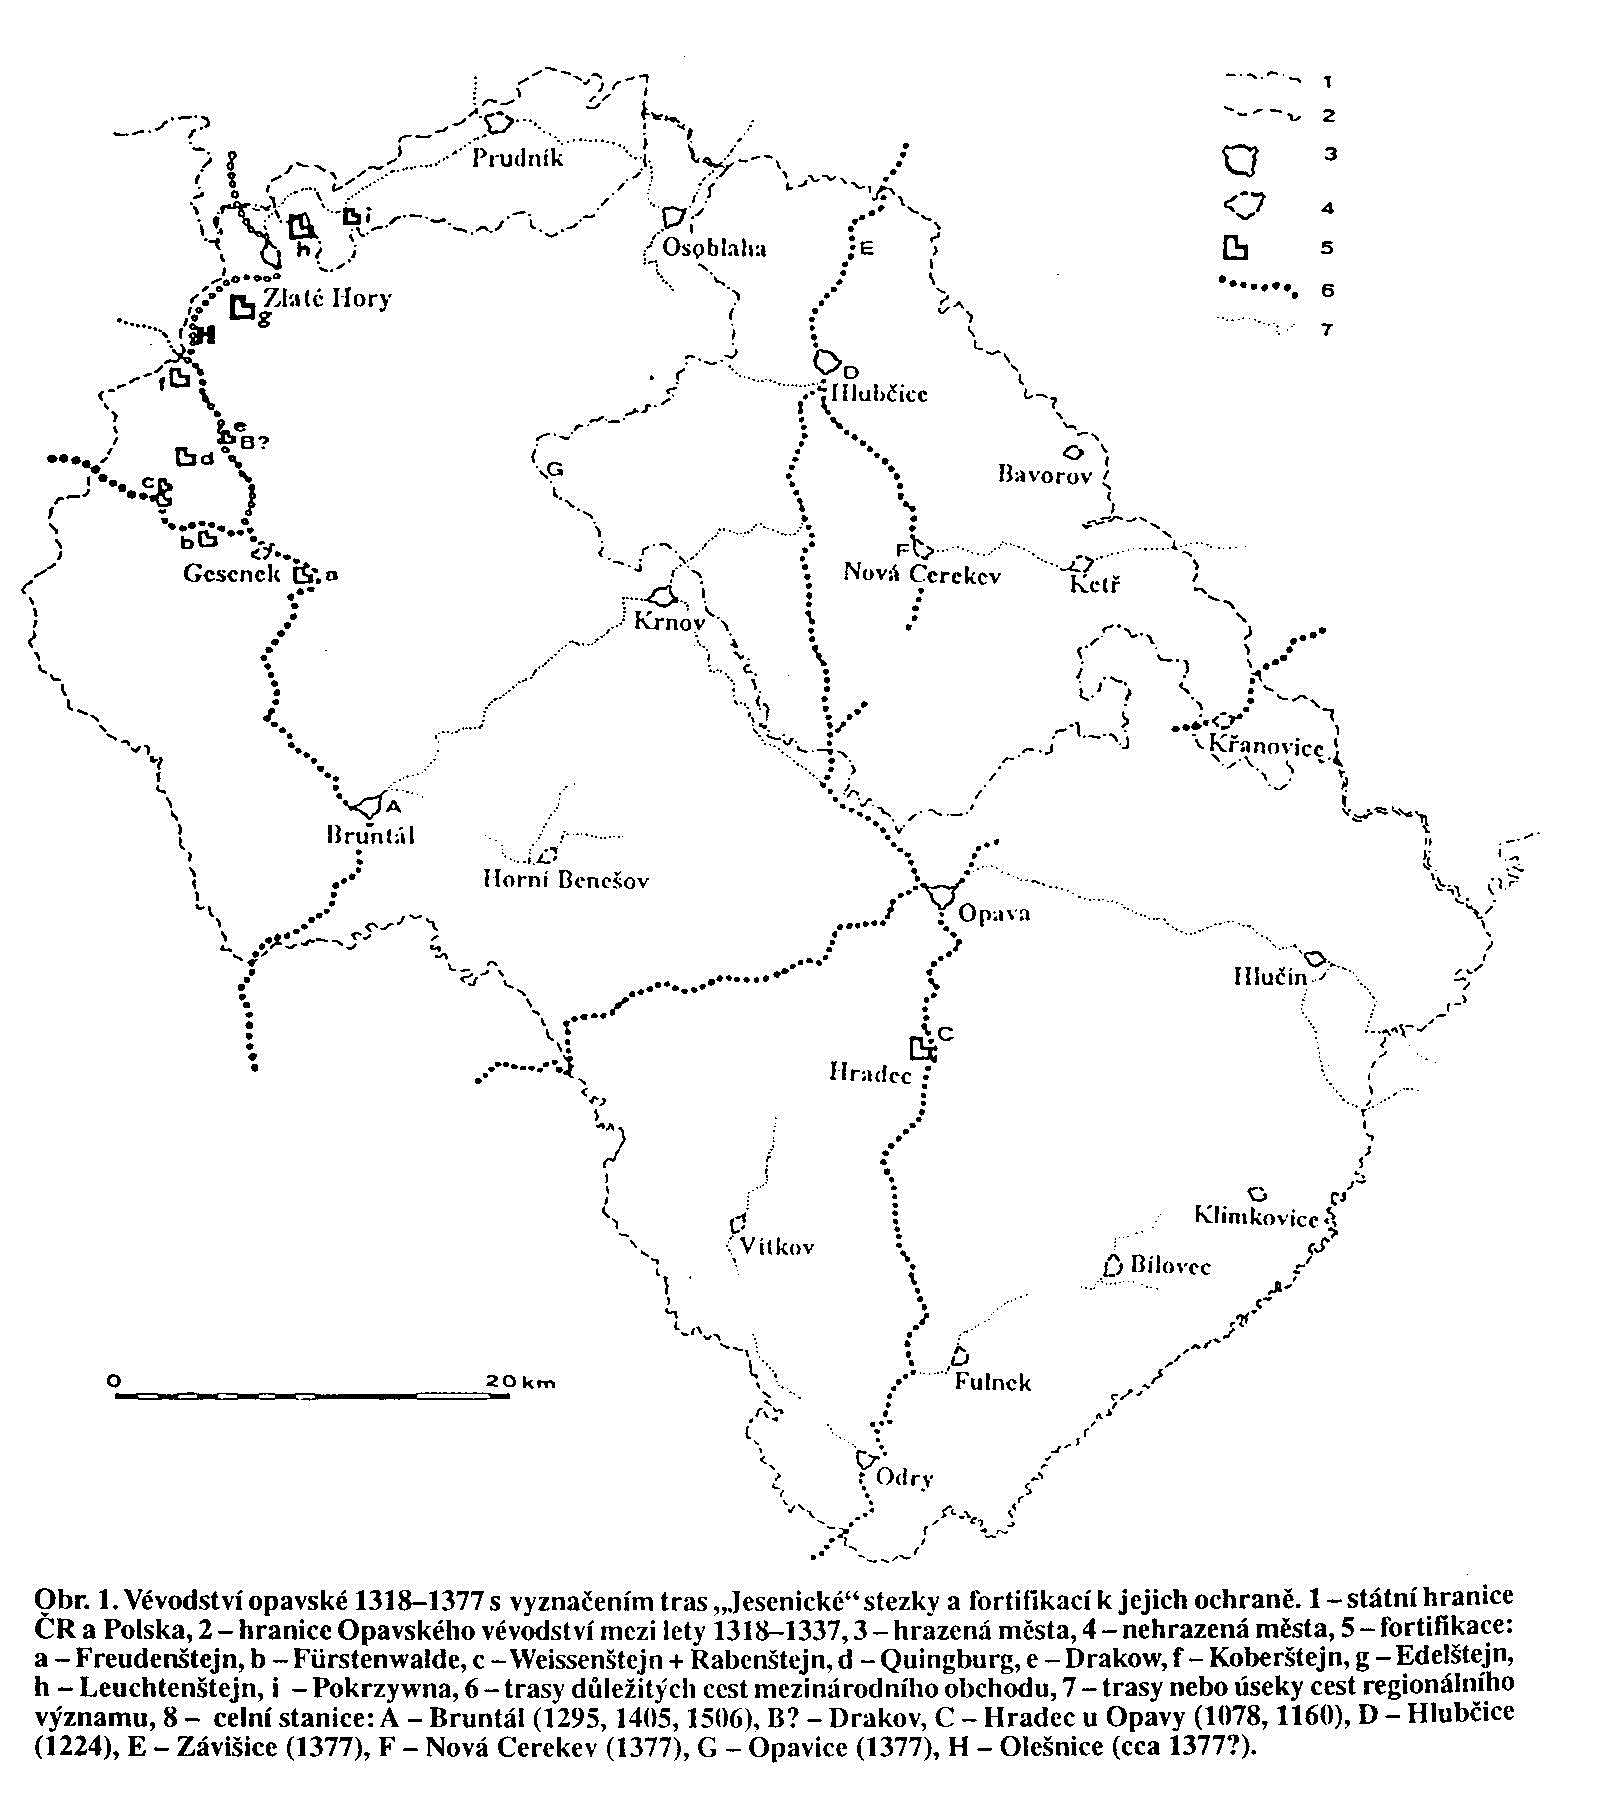 1
2
3
4
5
6
7
Prudník
Osoblaha
E
h
i
Zlaté Hory
g
H
f
D
Hlubčice
e
B?
d
c
G
Bavorov
b
Gesenek
a
F
Nová Cerekev
Ketř
Krnov
Křanovice
A
Bruntál
Horní Benešov
Opava
Hlučín
C
Hradec
Klimkovice
Vítkov
Bílovec
0
20 km
Fulnek
Odry
Obr. 1. Vévodství opavské 1318–1377 s vyznačením tras „Jesenické“ stezky a fortifikací k jejich ochraně. 1 – státní hranice
ČR a Polska, 2 – hranice Opavského vévodství mezi lety 1318–1337, 3 – hrazená města, 4 – nehrazená města, 5 – fortifikace:
a – Freudenštejn, b – Fürstenwalde, c – Weissenštejn + Rabenštejn, d – Quingburg, e – Drakow, f – Koberštejn, g – Edelštejn,
h – Leuchtenštejn, i – Pokrzywna, 6 – trasy důležitých cest mezinárodního obchodu, 7 – trasy nebo úseky cest regionálního
významu, 8 – celní stanice: A – Bruntál (1295, 1405, 1506), B? – Drakov, C – Hradec u Opavy (1078, 1160), D – Hlubčice
(1224), E – Závišice (1377), F – Nová Cerekev (1377), G – Opavice (1377), H – Olešnice (cca 1377?).